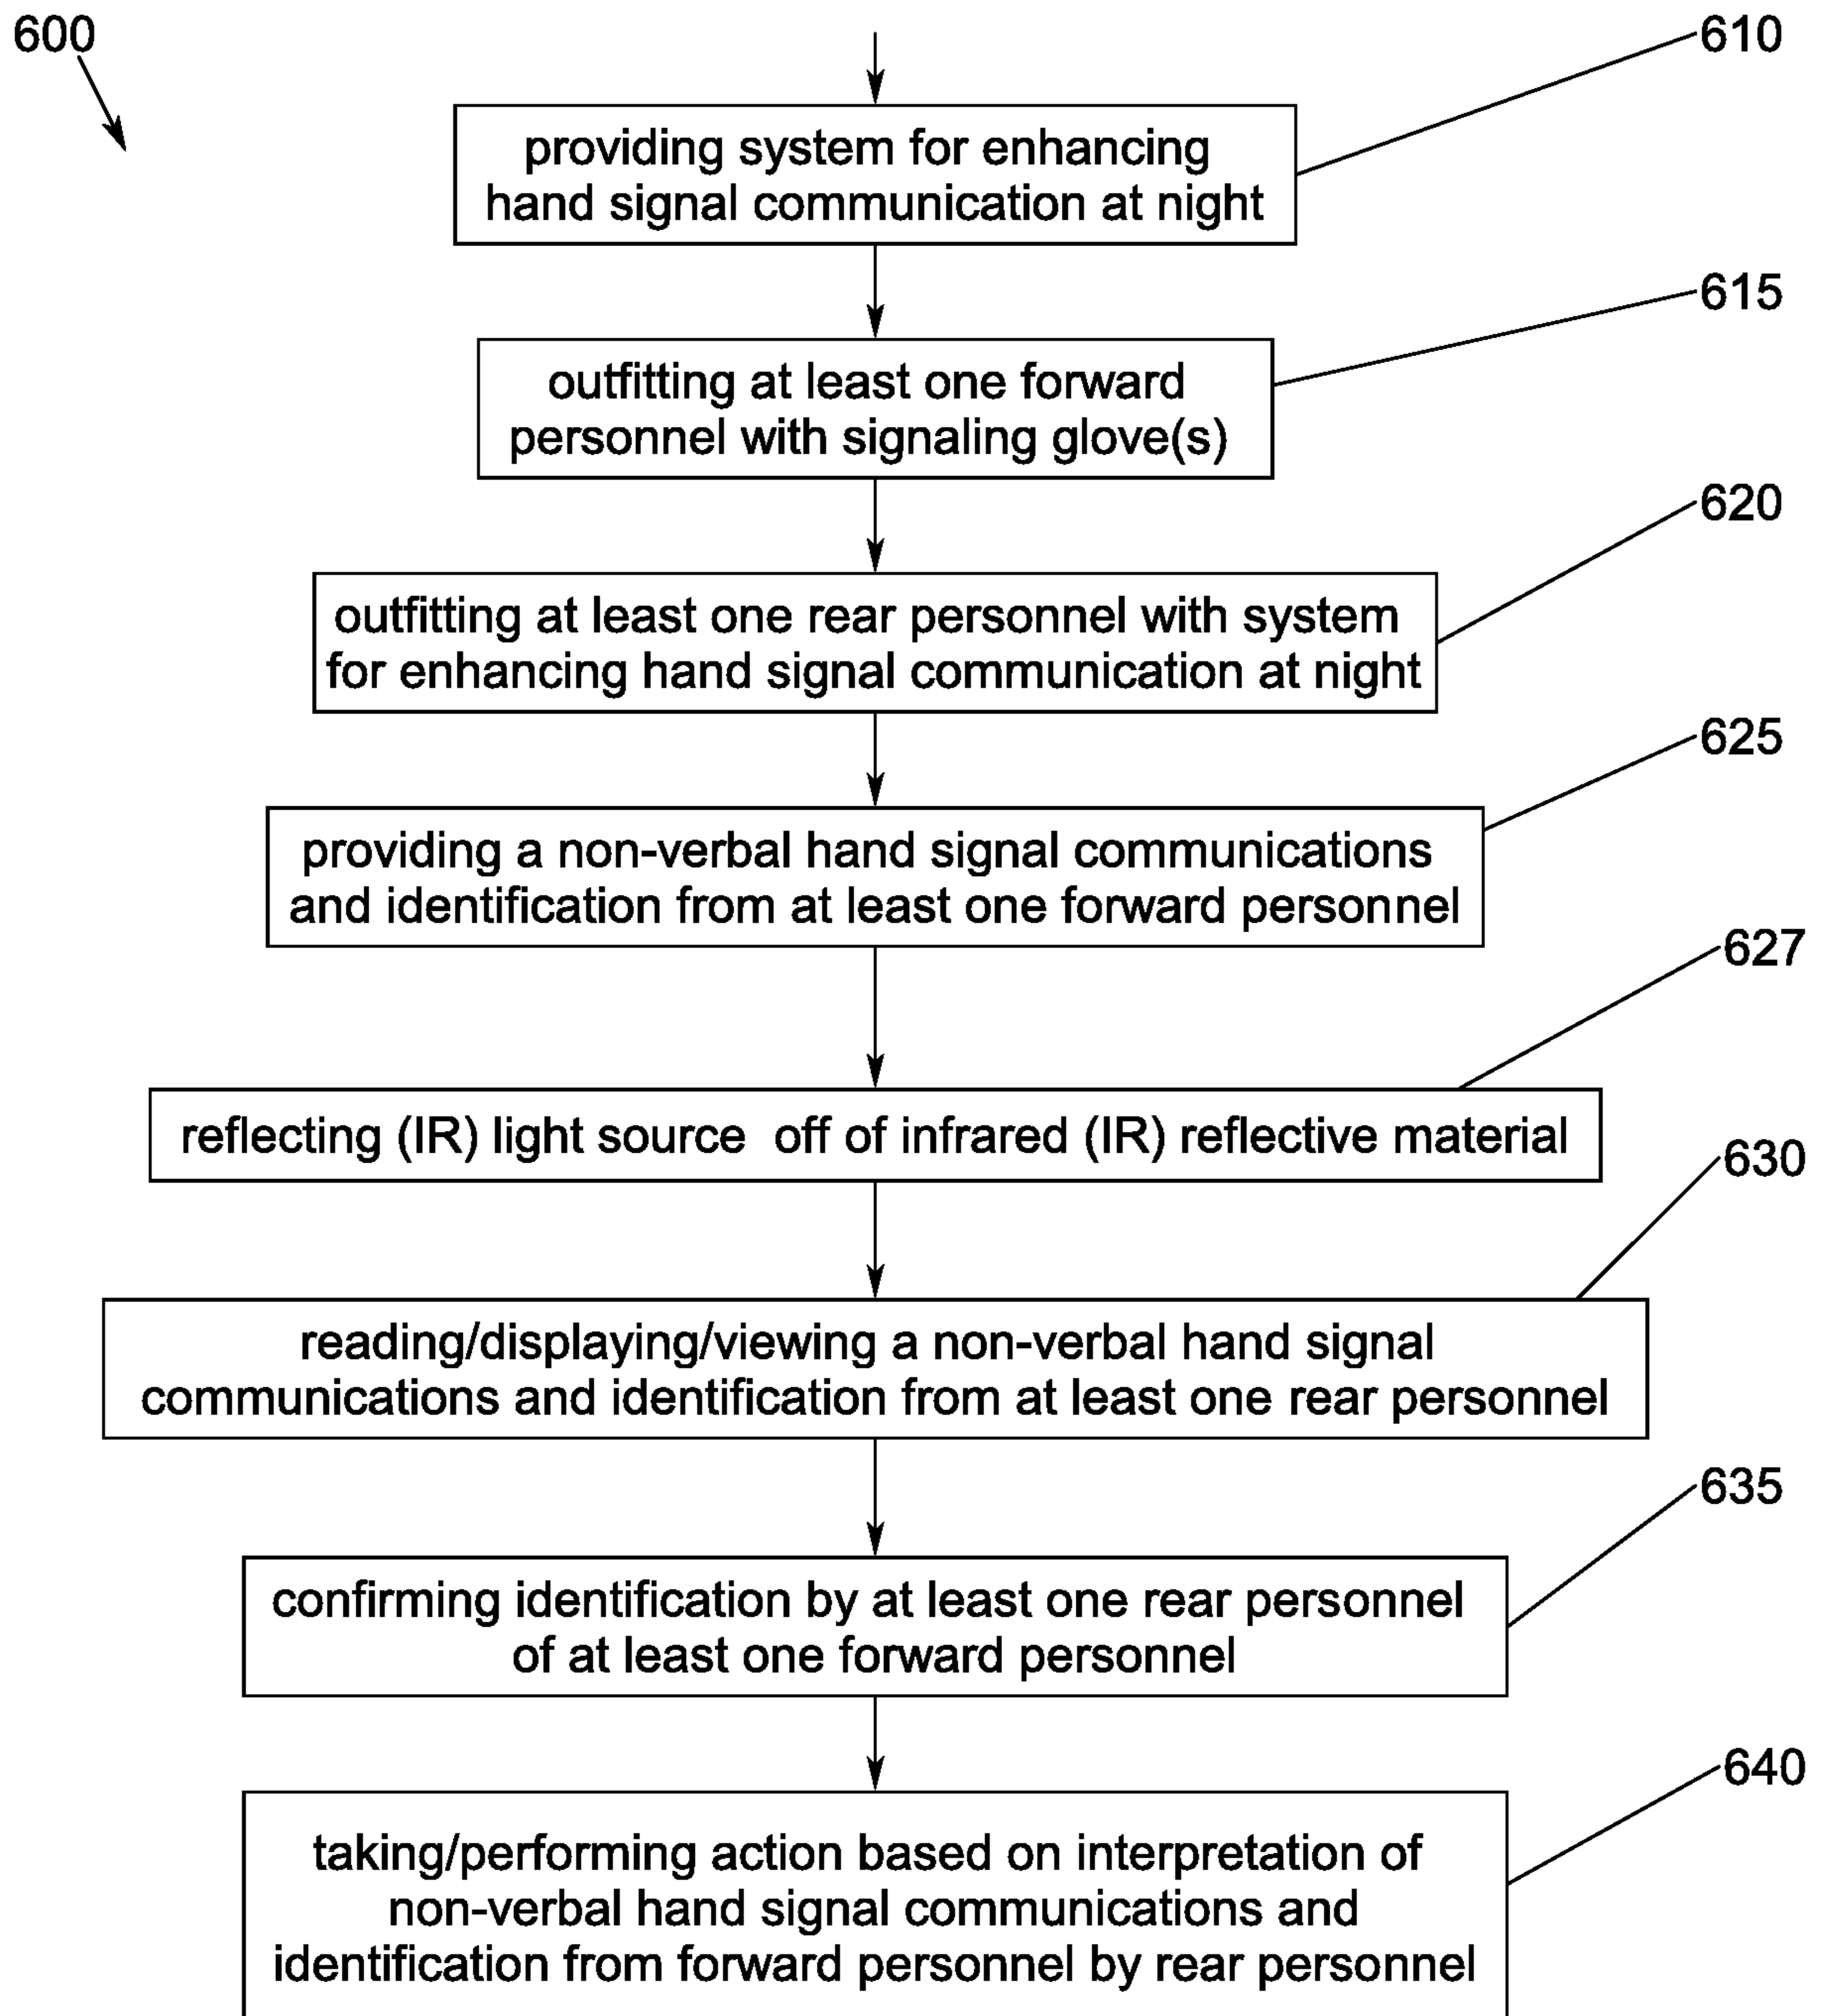 600
610
providing system for enhancing
hand signal communication at night
615
outfitting at least one forward
personnel with signaling glove(s)
620
outfitting at least one rear personnel with system
for enhancing hand signal communication at night
625
providing a non-verbal hand signal communications
and identification from at least one forward personnel
627
reflecting (IR) light source off of infrared (IR) reflective material
630
reading/displaying/viewing a non-verbal hand signal
communications and identification from at least one rear personnel
635
confirming identification by at least one rear personnel
of at least one forward personnel
640
taking/performing action based on interpretation of
non-verbal hand signal communications and
identification from forward personnel by rear personnel